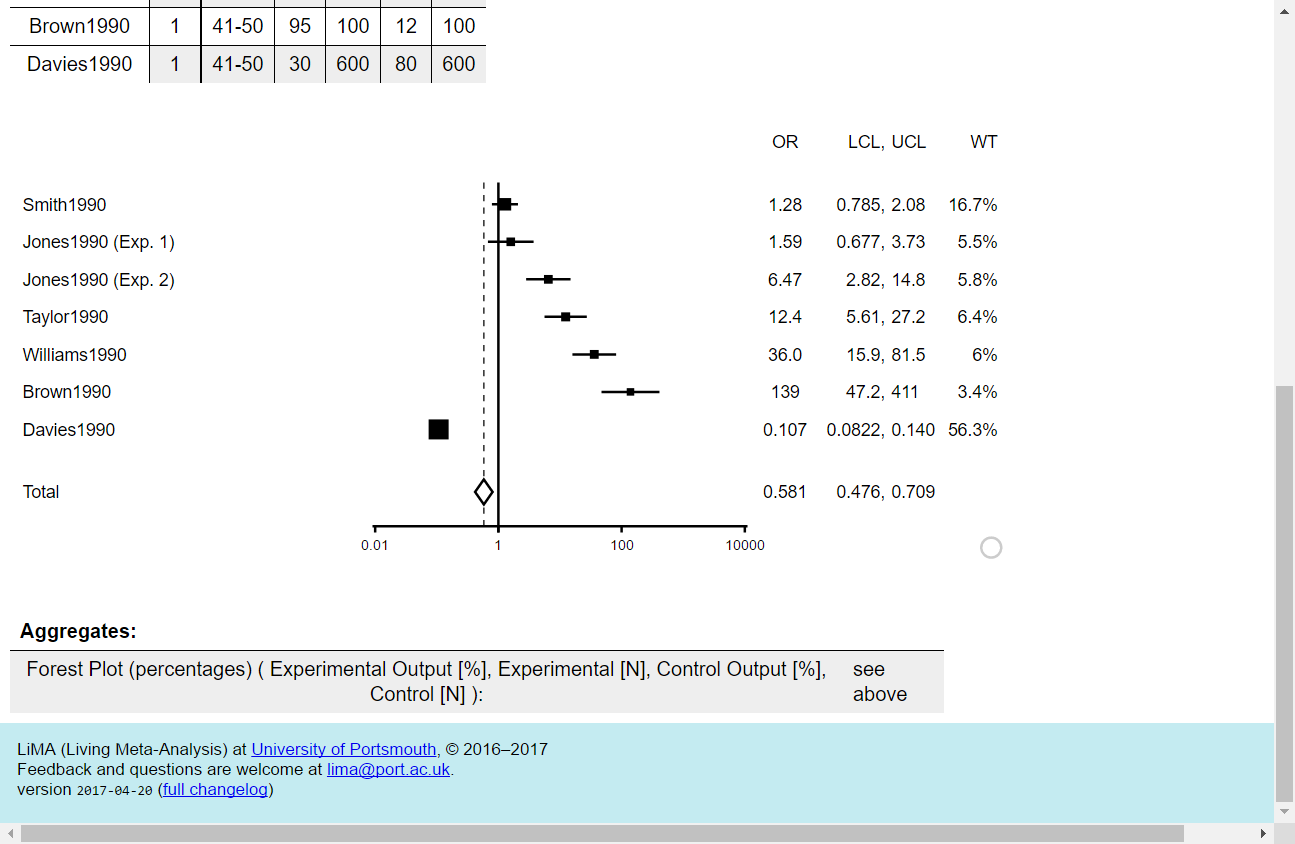 Brown1990 1 41-50 95 100 12 100
Davies1990 1 41-50 30 600 80 600
OR LCL, UCL WT
Smith1990 1.28 0.785, 2.08 16.7%
Jones1990 (Exp. 1) 1.59 0.677, 3.73 5.5%
Jones1990 (Exp. 2) 6.47 2.82, 14.8 5.8%
Taylor1990 12.4 5.61, 27.2 6.4%
Williams1990 36.0 15.9, 81.5 6%
Brown1990 139 47.2, 411 3.4%
Davies1990 0.107 0.0822, 0.140 56.3%
Total 0.581 0.476, 0.709
0.01 1 100 10000
Aggregates:
Forest Plot (percentages) ( Experimental Output [%], Experimental [N], Control Output [%], see
Control [N] ): above
LiMA (Living Meta-Analysis) at University of Portsmouth, © 2016–2017
Feedback and questions are welcome at lima@port.ac.uk.
version 2017-04-20 (full changelog)